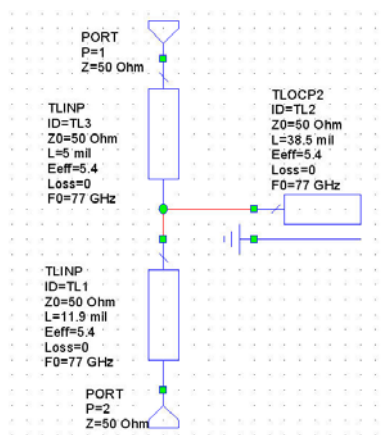 PORT
P=1
Z=50 Ohm
TLINP
ID=TL3
Z0=50 Ohm
L=5 mil
Eeff=5.4
Loss=0
F0=77 GHz
TLOCP2
ID=TL2
Z0=50 Ohm
L=38.5 mil
Eeff=5.4
Loss=0
F0=77 GHz
TLINP
ID=TL1
Z0=50 Ohm
L=11.9 mil
Eeff=5.4
Loss=0
F0=77 GHz
PORT
P=2
Z=50 Ohm